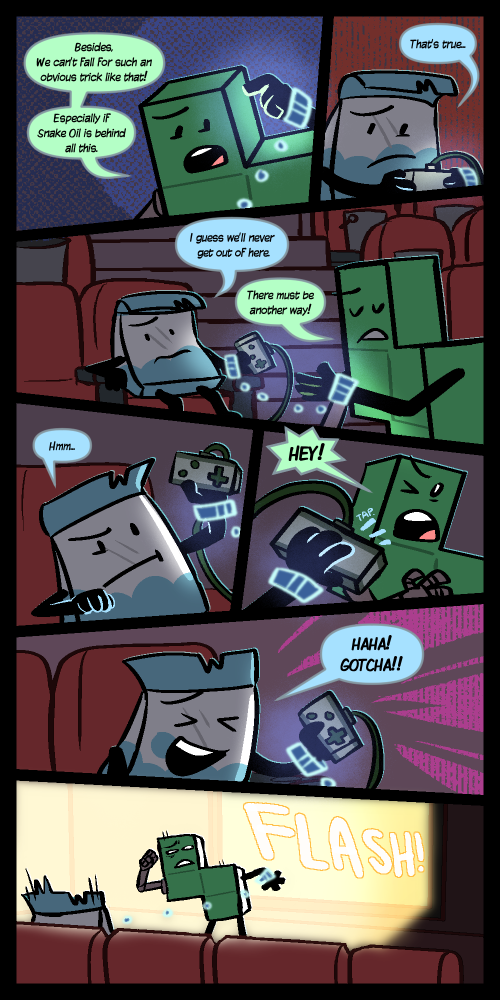 Besides,
We can't Fall For such an
obvious trick like that!
Especially if
Snake Oil is behind
all this.
That's true...
I guess we'll never
get out of here.
There must be
another way!
Hmm...
HEY!
TAP
HAHA!
GOTCHA!!
FLASH!